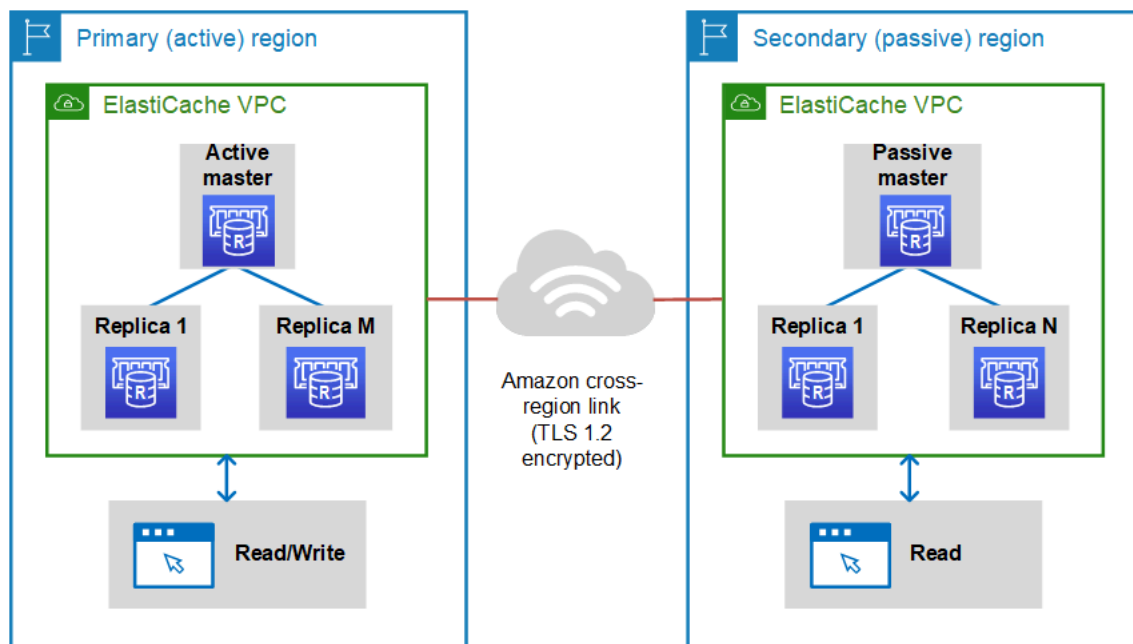 Primary (active) region
ElastiCache VPC
Active
master
R
Replica 1
R
Replica M
R
Read/Write
Amazon cross-
region link
(TLS 1.2
encrypted)
Secondary (passive) region
ElastiCache VPC
Passive
master
R
Replica 1
R
Replica N
R
Read